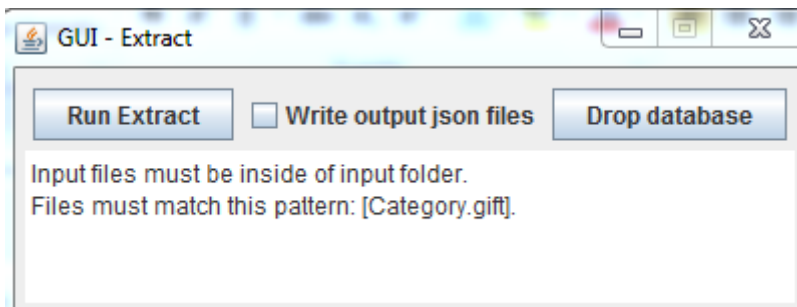 GUI - Extract
Run Extract Write output json files Drop database
Input files must be inside of input folder.
Files must match this pattern: [Category.gift].